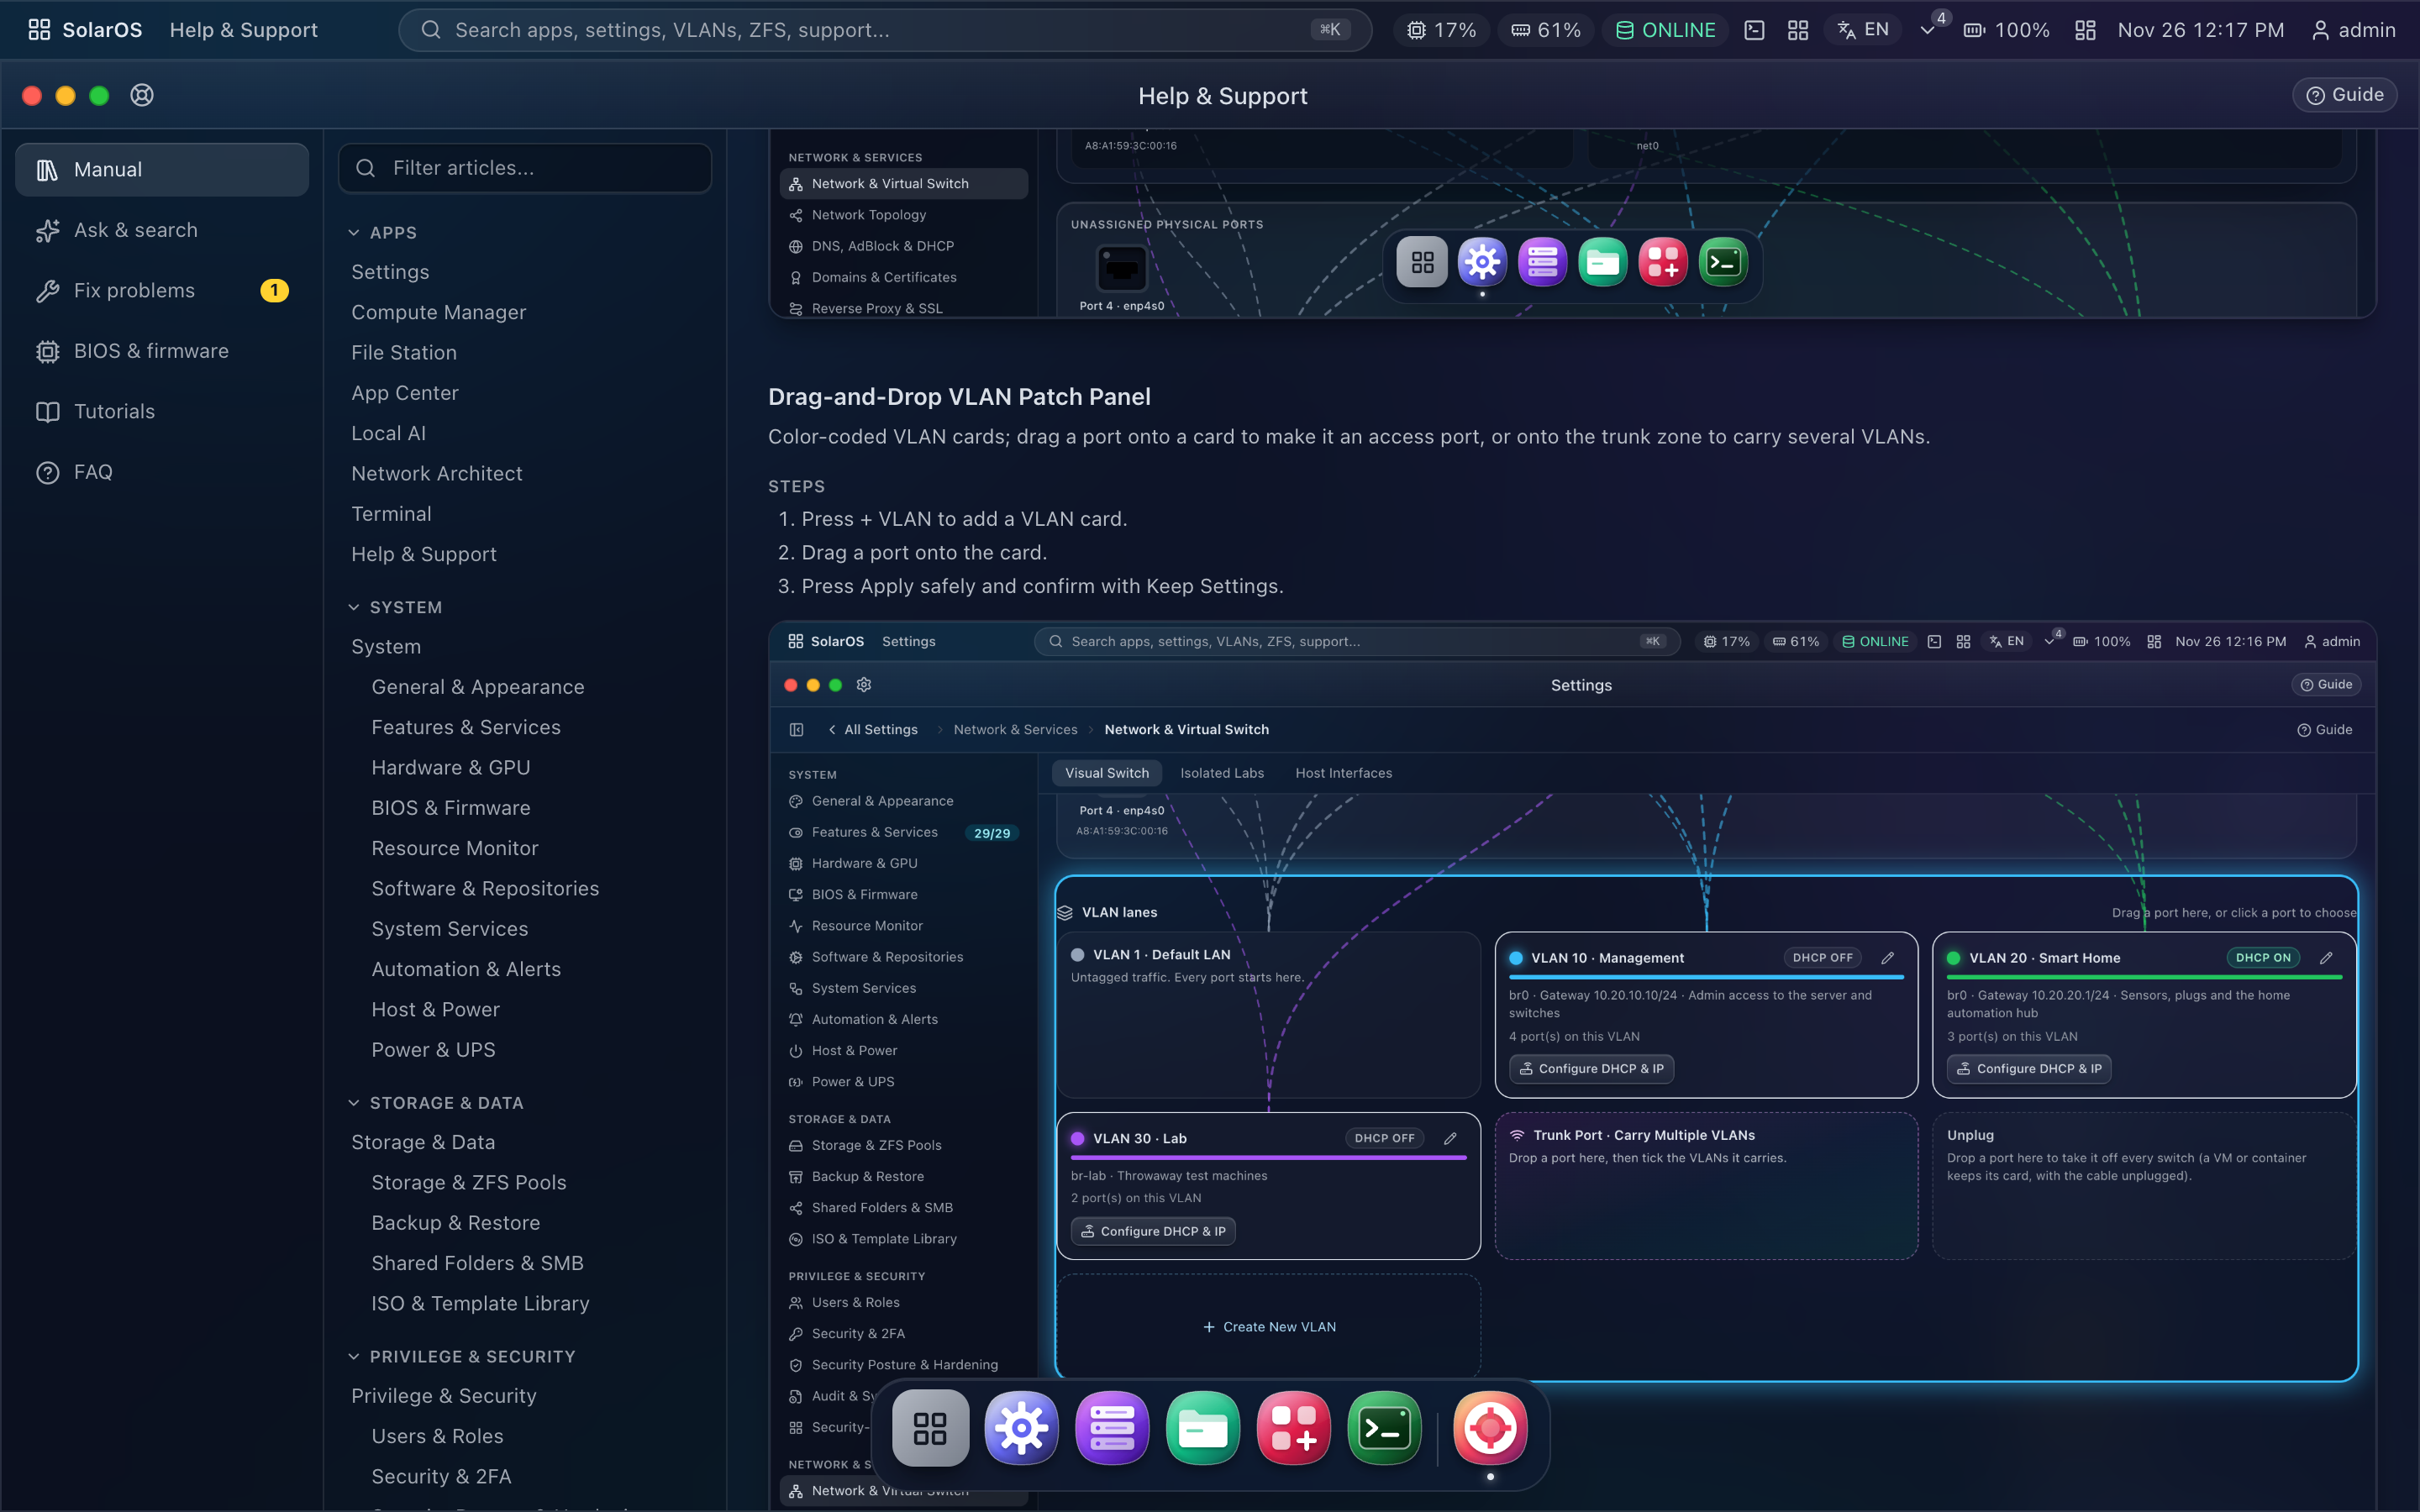 SolarOS Help & Support Search apps, settings, VLANs, ZFS, support... ⌘K 17% 61% ONLINE EN 4 100% Nov 26 12:17 PM admin
Help & Support
Guide
Manual
Ask & search
Fix problems 1
BIOS & firmware
Tutorials
FAQ
Filter articles...
APPS
Settings
Compute Manager
File Station
App Center
Local AI
Network Architect
Terminal
Help & Support
SYSTEM
System
General & Appearance
Features & Services
Hardware & GPU
BIOS & Firmware
Resource Monitor
Software & Repositories
System Services
Automation & Alerts
Host & Power
Power & UPS
STORAGE & DATA
Storage & Data
Storage & ZFS Pools
Backup & Restore
Shared Folders & SMB
ISO & Template Library
PRIVILEGE & SECURITY
Privilege & Security
Users & Roles
Security & 2FA
NETWORK & SERVICES
Network & Virtual Switch
Network Topology
DNS, AdBlock & DHCP
Domains & Certificates
Reverse Proxy & SSL
A8:A1:59:3C:00:16
net0
UNASSIGNED PHYSICAL PORTS
Port 4 · enp4s0
Drag-and-Drop VLAN Patch Panel
Color-coded VLAN cards; drag a port onto a card to make it an access port, or onto the trunk zone to carry several VLANs.
STEPS
1. Press + VLAN to add a VLAN card.
2. Drag a port onto the card.
3. Press Apply safely and confirm with Keep Settings.
SolarOS Settings Search apps, settings, VLANs, ZFS, support... ⌘K 17% 61% ONLINE EN 4 100% Nov 26 12:16 PM admin
Settings
Guide
All Settings Network & Services Network & Virtual Switch
Guide
SYSTEM
General & Appearance
Features & Services 29/29
Hardware & GPU
BIOS & Firmware
Resource Monitor
Software & Repositories
System Services
Automation & Alerts
Host & Power
Power & UPS
STORAGE & DATA
Storage & ZFS Pools
Backup & Restore
Shared Folders & SMB
ISO & Template Library
PRIVILEGE & SECURITY
Users & Roles
Security & 2FA
Security Posture & Hardening
Audit &
Security-
NETWORK &
Network & Virtual Switch
Visual Switch Isolated Labs Host Interfaces
Port 4 · enp4s0
A8:A1:59:3C:00:16
VLAN lanes
Drag a port here, or click a port to choose
VLAN 1 · Default LAN
Untagged traffic. Every port starts here.
VLAN 10 · Management DHCP OFF
br0 · Gateway 10.20.10.10/24 · Admin access to the server and
switches
4 port(s) on this VLAN
Configure DHCP & IP
VLAN 20 · Smart Home DHCP ON
br0 · Gateway 10.20.20.1/24 · Sensors, plugs and the home
automation hub
3 port(s) on this VLAN
Configure DHCP & IP
VLAN 30 · Lab DHCP OFF
br-lab · Throwaway test machines
2 port(s) on this VLAN
Configure DHCP & IP
Trunk Port · Carry Multiple VLANs
Drop a port here, then tick the VLANs it carries.
Unplug
Drop a port here to take it off every switch (a VM or container
keeps its card, with the cable unplugged).
+ Create New VLAN